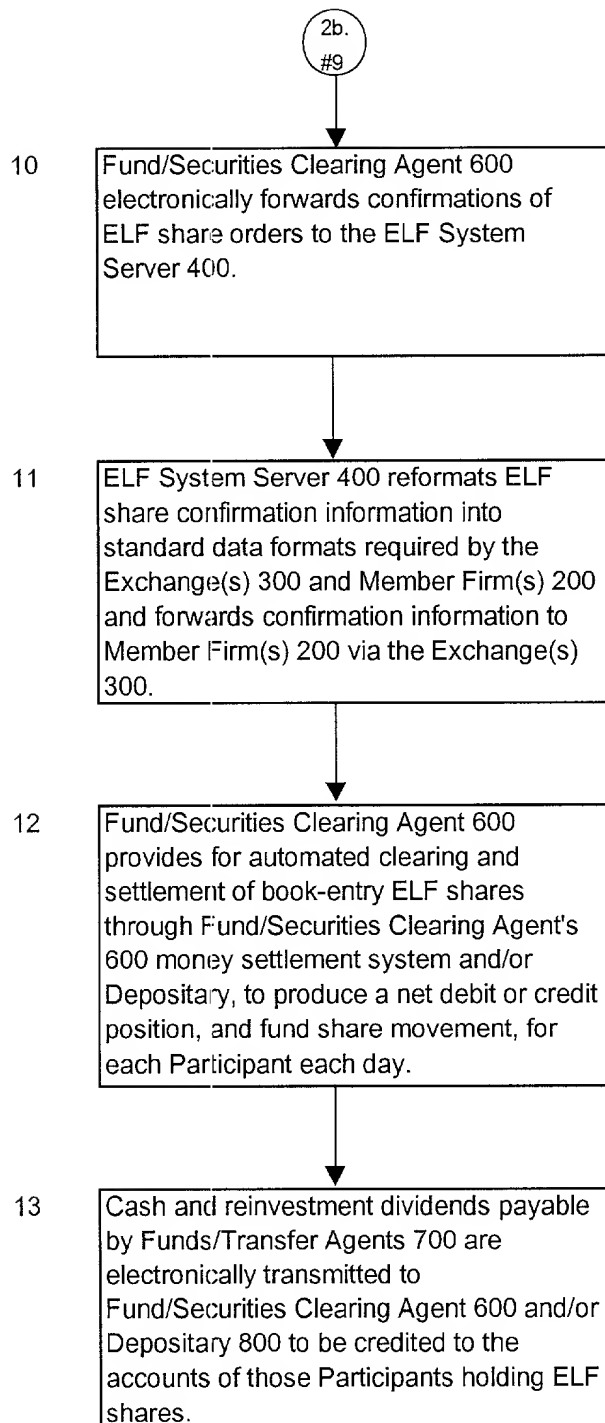 2b.
#9
10
Fund/Securities Clearing Agent 600
electronically forwards confirmations of
ELF share orders to the ELF System
Server 400.
11
ELF System Server 400 reformats ELF
share confirmation information into
standard data formats required by the
Exchange(s) 300 and Member Firm(s) 200
and forwards confirmation information to
Member Firm(s) 200 via the Exchange(s)
300.
12
Fund/Securities Clearing Agent 600
provides for automated clearing and
settlement of book-entry ELF shares
through Fund/Securities Clearing Agent's
600 money settlement system and/or
Depositary, to produce a net debit or credit
position, and fund share movement, for
each Participant each day.
13
Cash and reinvestment dividends payable
by Funds/Transfer Agents 700 are
electronically transmitted to
Fund/Securities Clearing Agent 600 and/or
Depositary 800 to be credited to the
accounts of those Participants holding ELF
shares.